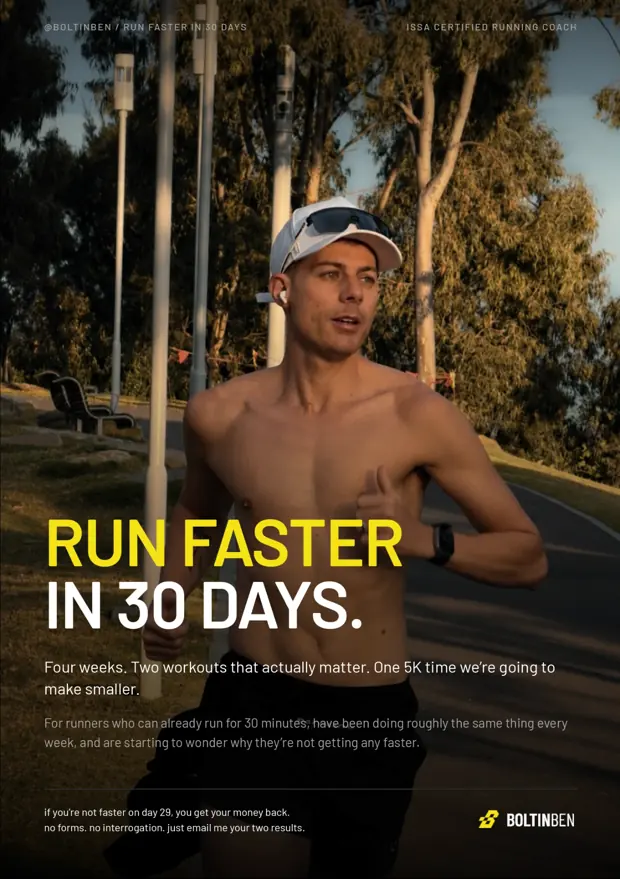 @BOLTINBEN / RUN FASTER IN 30 DAYS
ISSA CERTIFIED RUNNING COACH
RUN FASTER
IN 30 DAYS.
Four weeks. Two workouts that actually matter. One 5K time we're going to
make smaller.
For runners who can already run for 30 minutes, have been doing roughly the same thing every
week, and are starting to wonder why they're not getting any faster.
if you're not faster on day 29, you get your money back.
no forms. no interrogation. just email me your two results.
BOLTINBEN